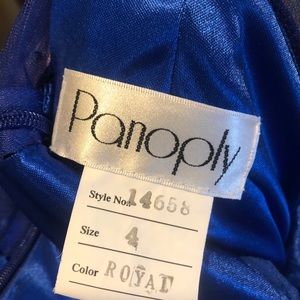 Panoply
Style No. 14658
Size 4
Color ROYAL